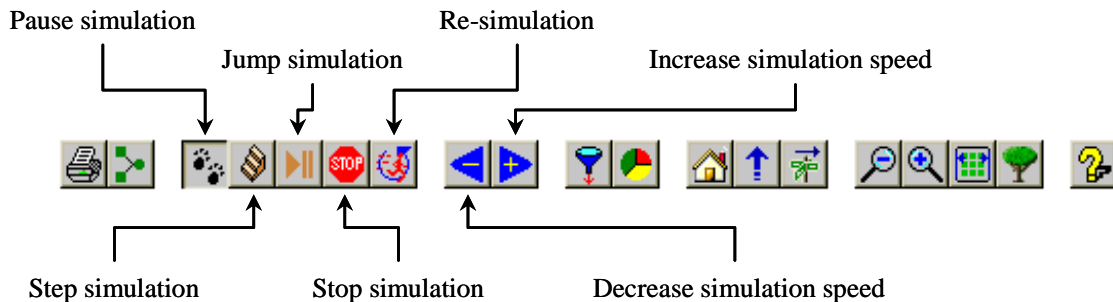 Pause simulation
Re-simulation
Jump simulation
Increase simulation speed
STOP
Step simulation
Stop simulation
Decrease simulation speed